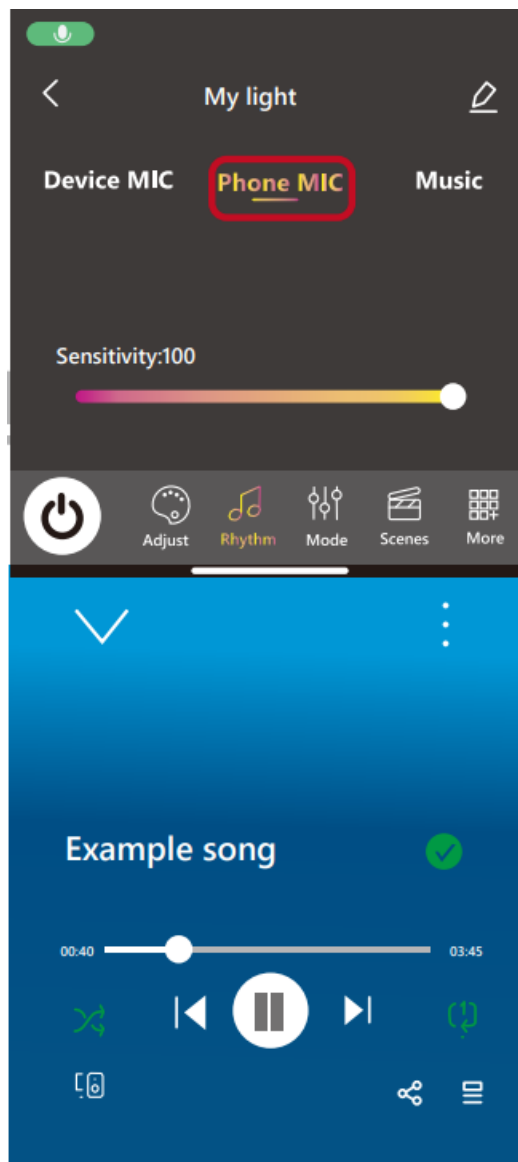 My light
Device MIC Phone MIC Music
Sensitivity:100
Adjust Rhythm Mode Scenes More
Example song
00:40 03:45
1